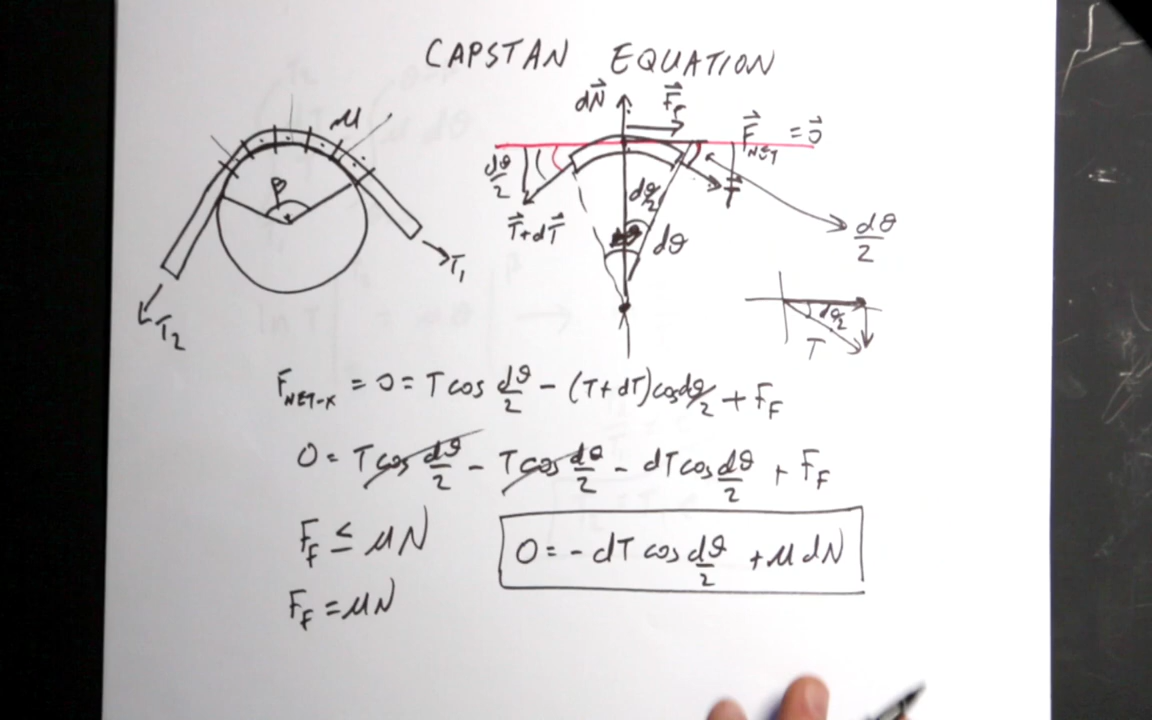 CAPSTAN EQUATION
μ
β
T₁
T₂
dN⃗
F⃗_F
F⃗_NET = 0⃗
dθ/2
T⃗+dT⃗
dθ/2
dθ
T⃗
dθ/2
dθ/2
T
F_NET-X = 0 = T cos dθ/2 - (T+dT) cos dθ/2 + F_F
0 = T cos dθ/2 - T cos dθ/2 - dT cos dθ/2 + F_F
F_F ≤ μN
0 = - dT cos dθ/2 + μ dN
F_F = μN